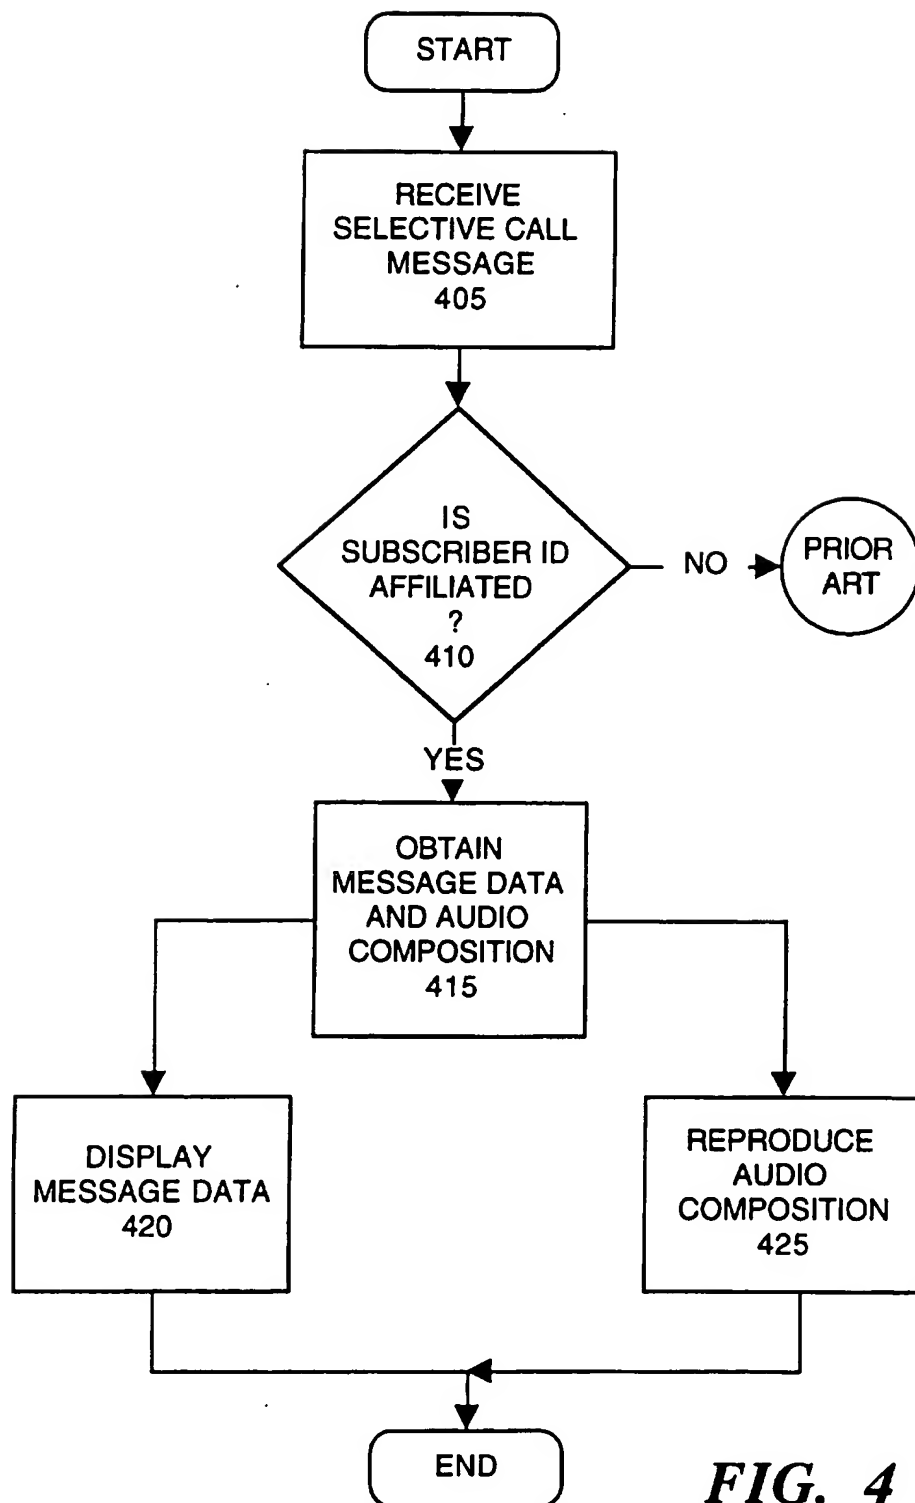 START
RECEIVE
SELECTIVE CALL
MESSAGE
405
IS
SUBSCRIBER ID
AFFILIATED
?
410
NO
PRIOR
ART
YES
OBTAIN
MESSAGE DATA
AND AUDIO
COMPOSITION
415
DISPLAY
MESSAGE DATA
420
REPRODUCE
AUDIO
COMPOSITION
425
END
FIG. 4